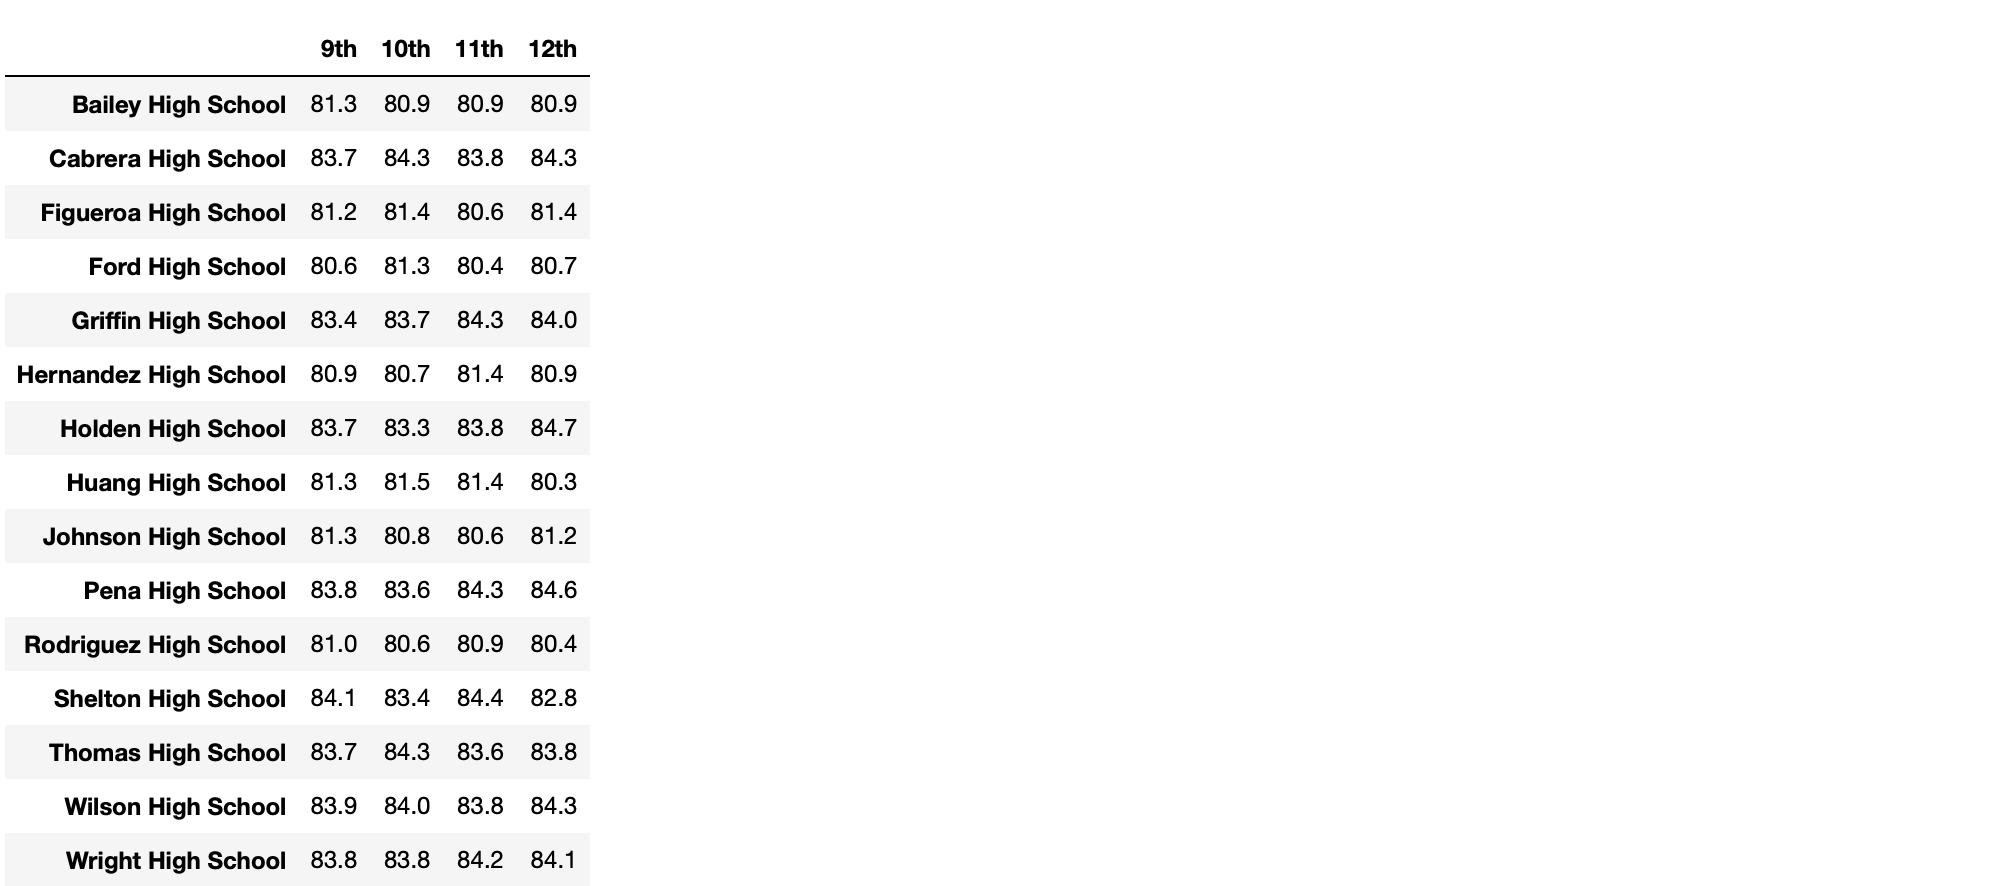 9th 10th 11th 12th
Bailey High School 81.3 80.9 80.9 80.9
Cabrera High School 83.7 84.3 83.8 84.3
Figueroa High School 81.2 81.4 80.6 81.4
Ford High School 80.6 81.3 80.4 80.7
Griffin High School 83.4 83.7 84.3 84.0
Hernandez High School 80.9 80.7 81.4 80.9
Holden High School 83.7 83.3 83.8 84.7
Huang High School 81.3 81.5 81.4 80.3
Johnson High School 81.3 80.8 80.6 81.2
Pena High School 83.8 83.6 84.3 84.6
Rodriguez High School 81.0 80.6 80.9 80.4
Shelton High School 84.1 83.4 84.4 82.8
Thomas High School 83.7 84.3 83.6 83.8
Wilson High School 83.9 84.0 83.8 84.3
Wright High School 83.8 83.8 84.2 84.1